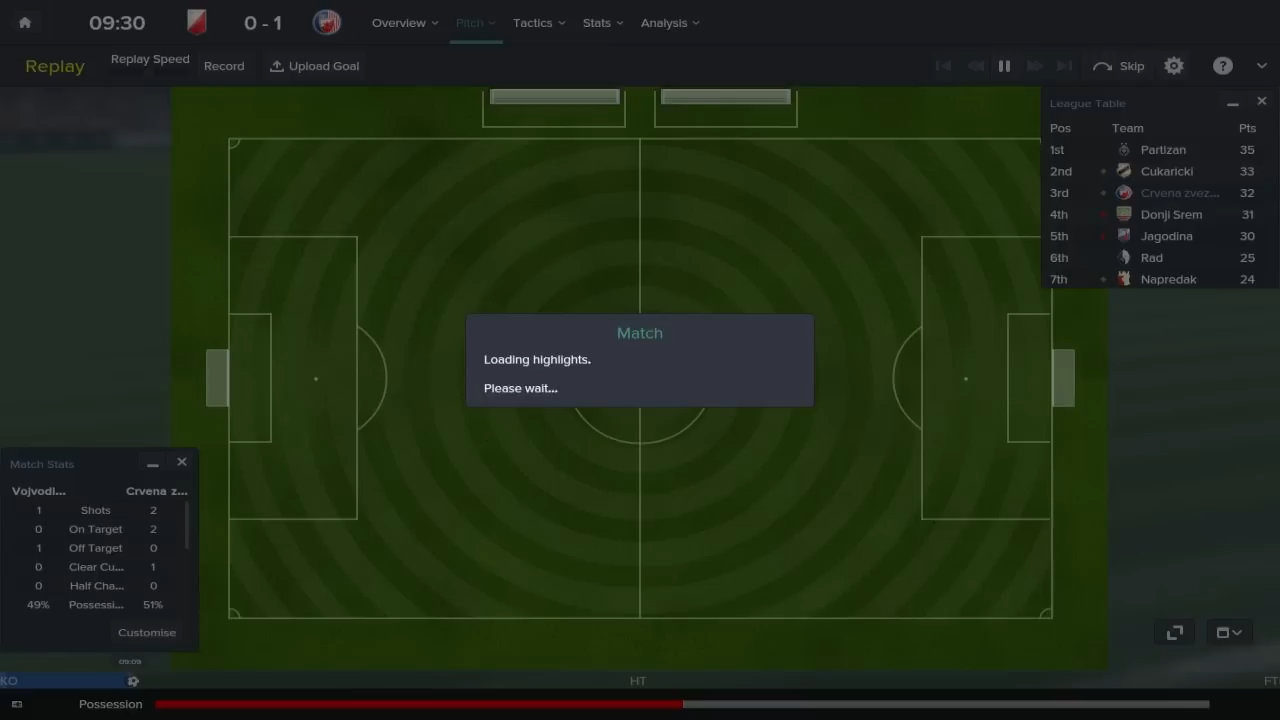 09:30
0 - 1
Overview
Pitch
Tactics
Stats
Analysis
Replay
Replay Speed
Record
Upload Goal
Skip
?
League Table
Pos Team Pts
1st Partizan 35
2nd Cukaricki 33
3rd Crvena zvez... 32
4th Donji Srem 31
5th Jagodina 30
6th Rad 25
7th Napredak 24
Match
Loading highlights.
Please wait...
Match Stats
Vojvodi... Crvena z...
1 Shots 2
0 On Target 2
1 Off Target 0
0 Clear Cu... 1
0 Half Cha... 0
49% Possessi... 51%
Customise
09:09
KO
HT
FT
Possession